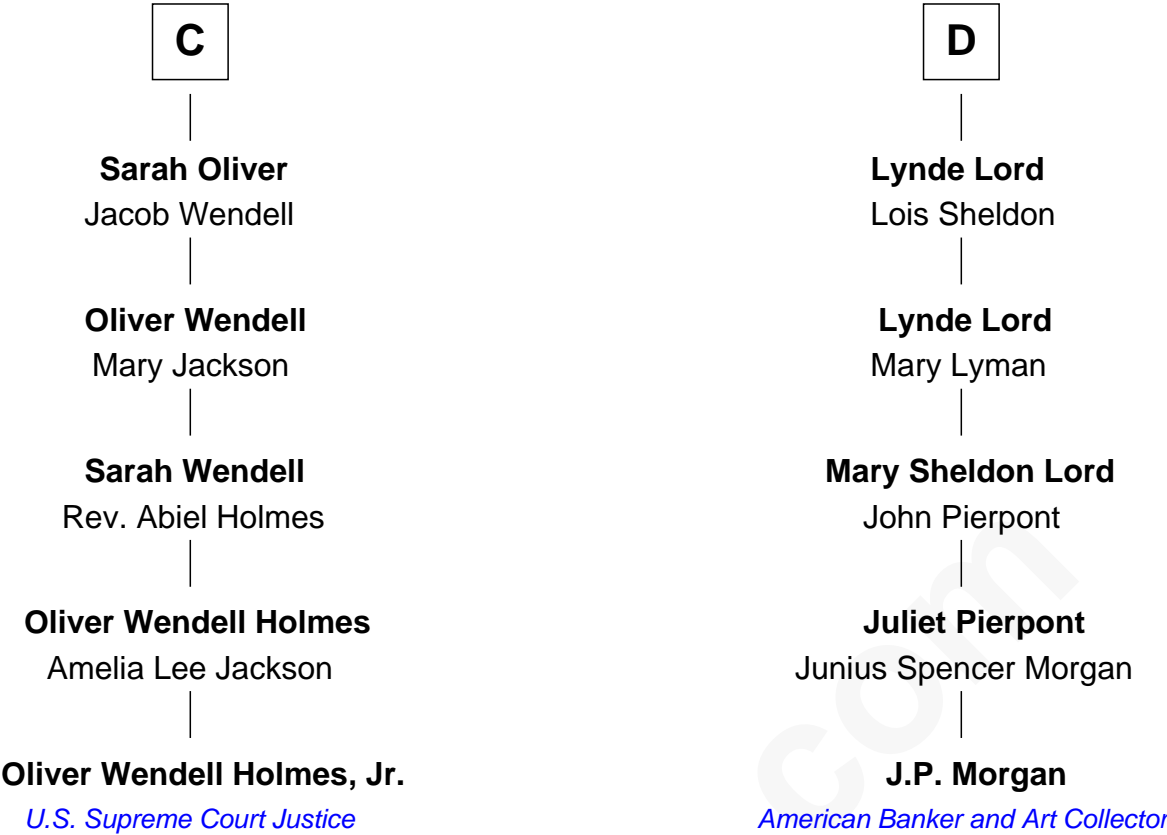 C
Sarah Oliver
Jacob Wendell
Oliver Wendell
Mary Jackson
Sarah Wendell
Rev. Abiel Holmes
Oliver Wendell Holmes
Amelia Lee Jackson
Oliver Wendell Holmes, Jr.
U.S. Supreme Court Justice
D
Lynde Lord
Lois Sheldon
Lynde Lord
Mary Lyman
Mary Sheldon Lord
John Pierpont
Juliet Pierpont
Junius Spencer Morgan
J.P. Morgan
American Banker and Art Collector
com